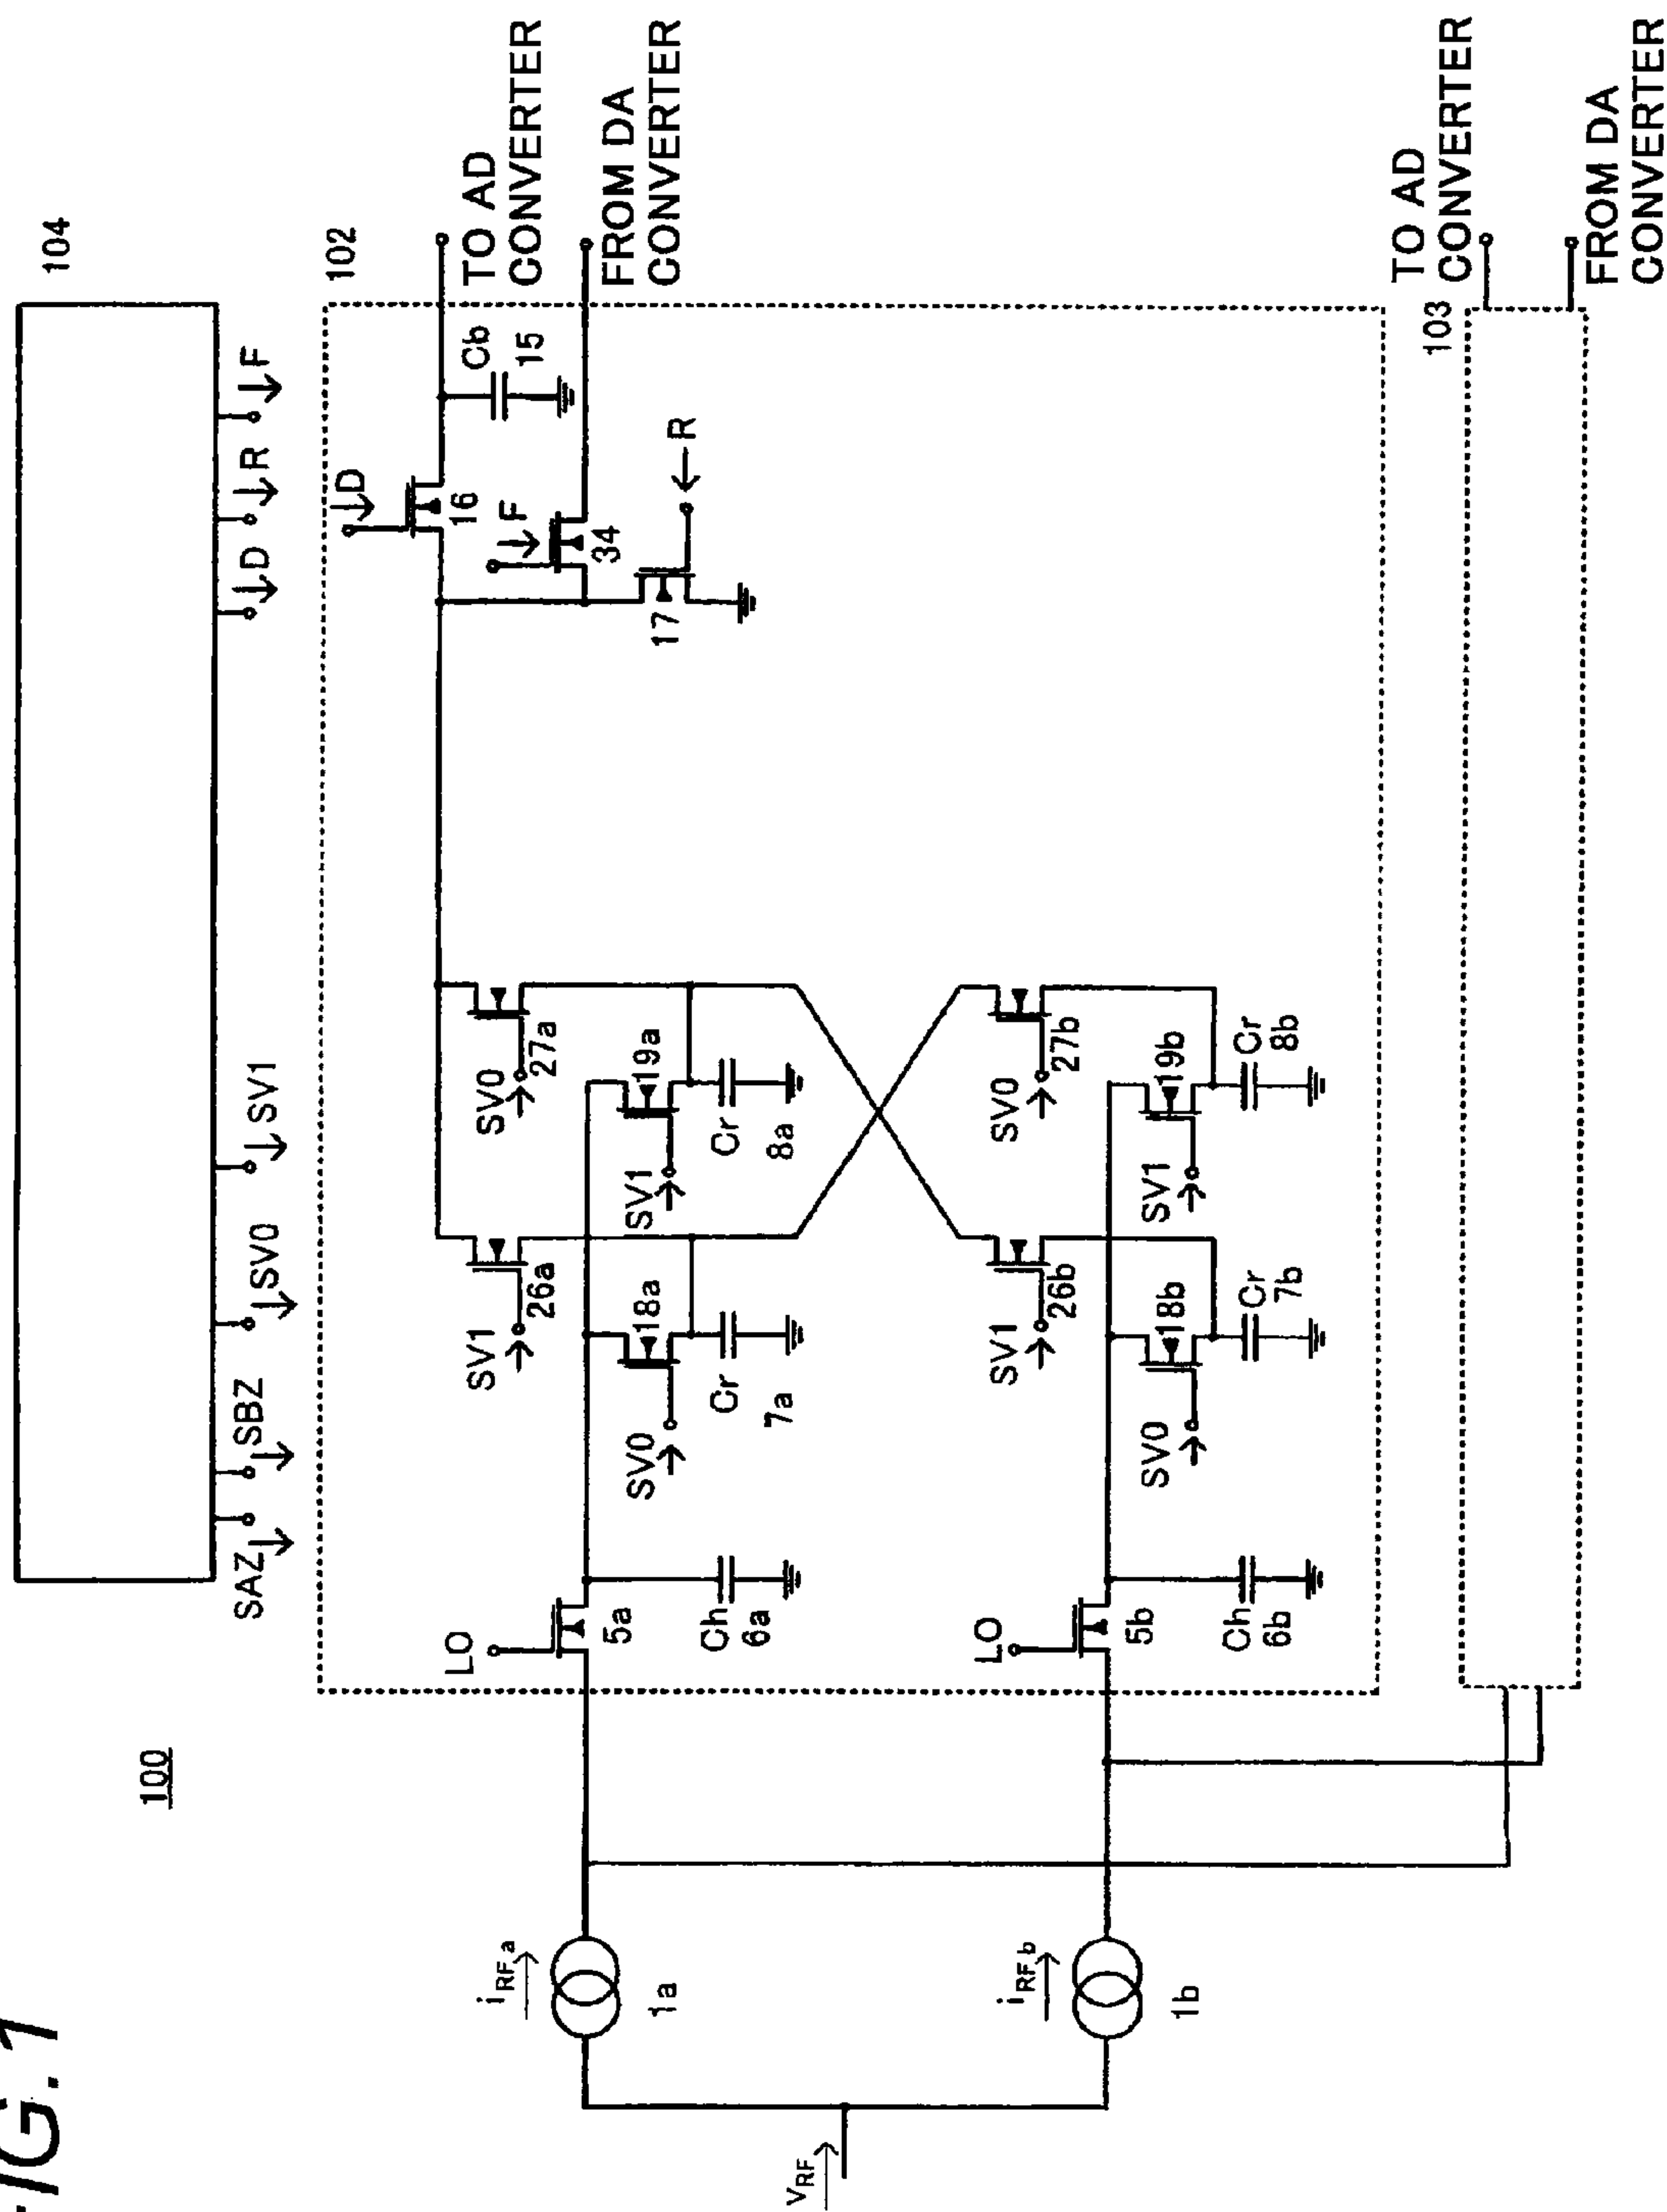 FIG.1
100
104
SAZ
SBZ
SV0
SV1
D
R
F
102
TO AD
CONVERTER
FROM DA
CONVERTER
D
16
Cb
15
F
34
R
17
SV1
26a
SV0
27a
LO
5a
Ch
6a
SV0
18a
Cr
7a
SV1
19a
Cr
8a
SV1
26b
SV0
27b
LO
5b
Ch
6b
SV0
18b
Cr
7b
SV1
19b
Cr
8b
VRF
iRFa
1a
iRFb
1b
103
TO AD
CONVERTER
FROM DA
CONVERTER